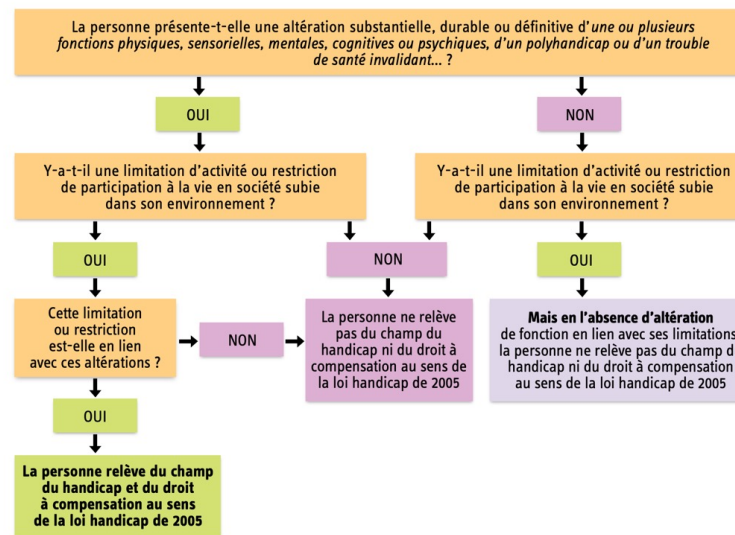 La personne présente-t-elle une altération substantielle, durable ou définitive d'une ou plusieurs
fonctions physiques, sensorielles, mentales, cognitives ou psychiques, d'un polyhandicap ou d'un trouble
de santé invalidant... ?
OUI
NON
Y-a-t-il une limitation d'activité ou restriction
de participation à la vie en société subie
dans son environnement ?
Y-a-t-il une limitation d'activité ou restriction
de participation à la vie en société subie
dans son environnement ?
OUI
NON
OUI
Cette limitation
ou restriction
est-elle en lien
avec ces altérations ?
NON
La personne ne relève
pas du champ du
handicap ni du droit à
compensation au sens de
la loi handicap de 2005
Mais en l'absence d'altération
de fonction en lien avec ses limitations
la personne ne relève pas du champ d
handicap ni du droit à compensation
au sens de la loi handicap de 2005
OUI
La personne relève du champ
du handicap et du droit
à compensation au sens
de la loi handicap de 2005